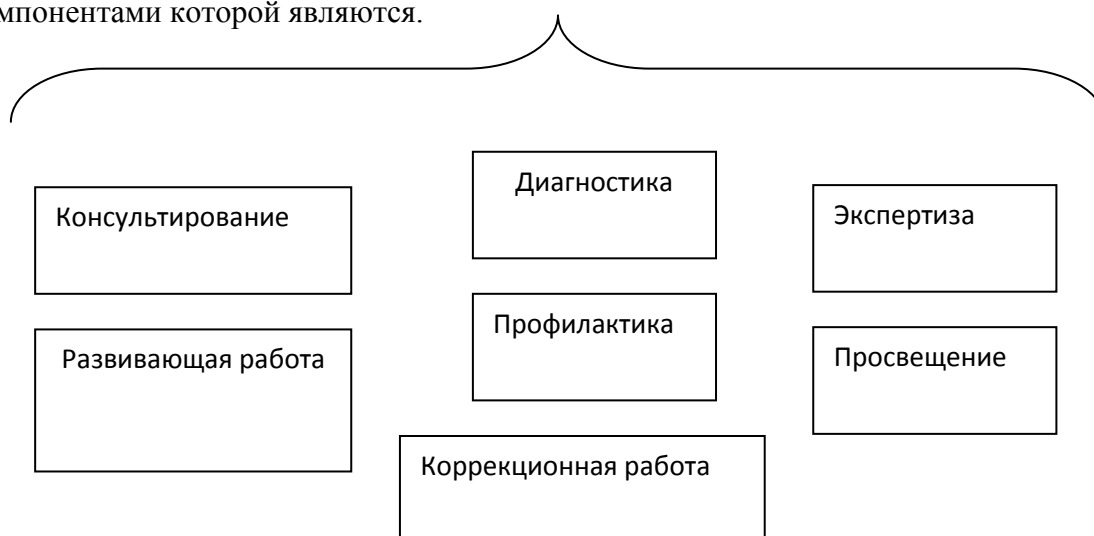 мпонентами которой являются.
Диагностика
Консультирование
Экспертиза
Профилактика
Развивающая работа
Просвещение
Коррекционная работа